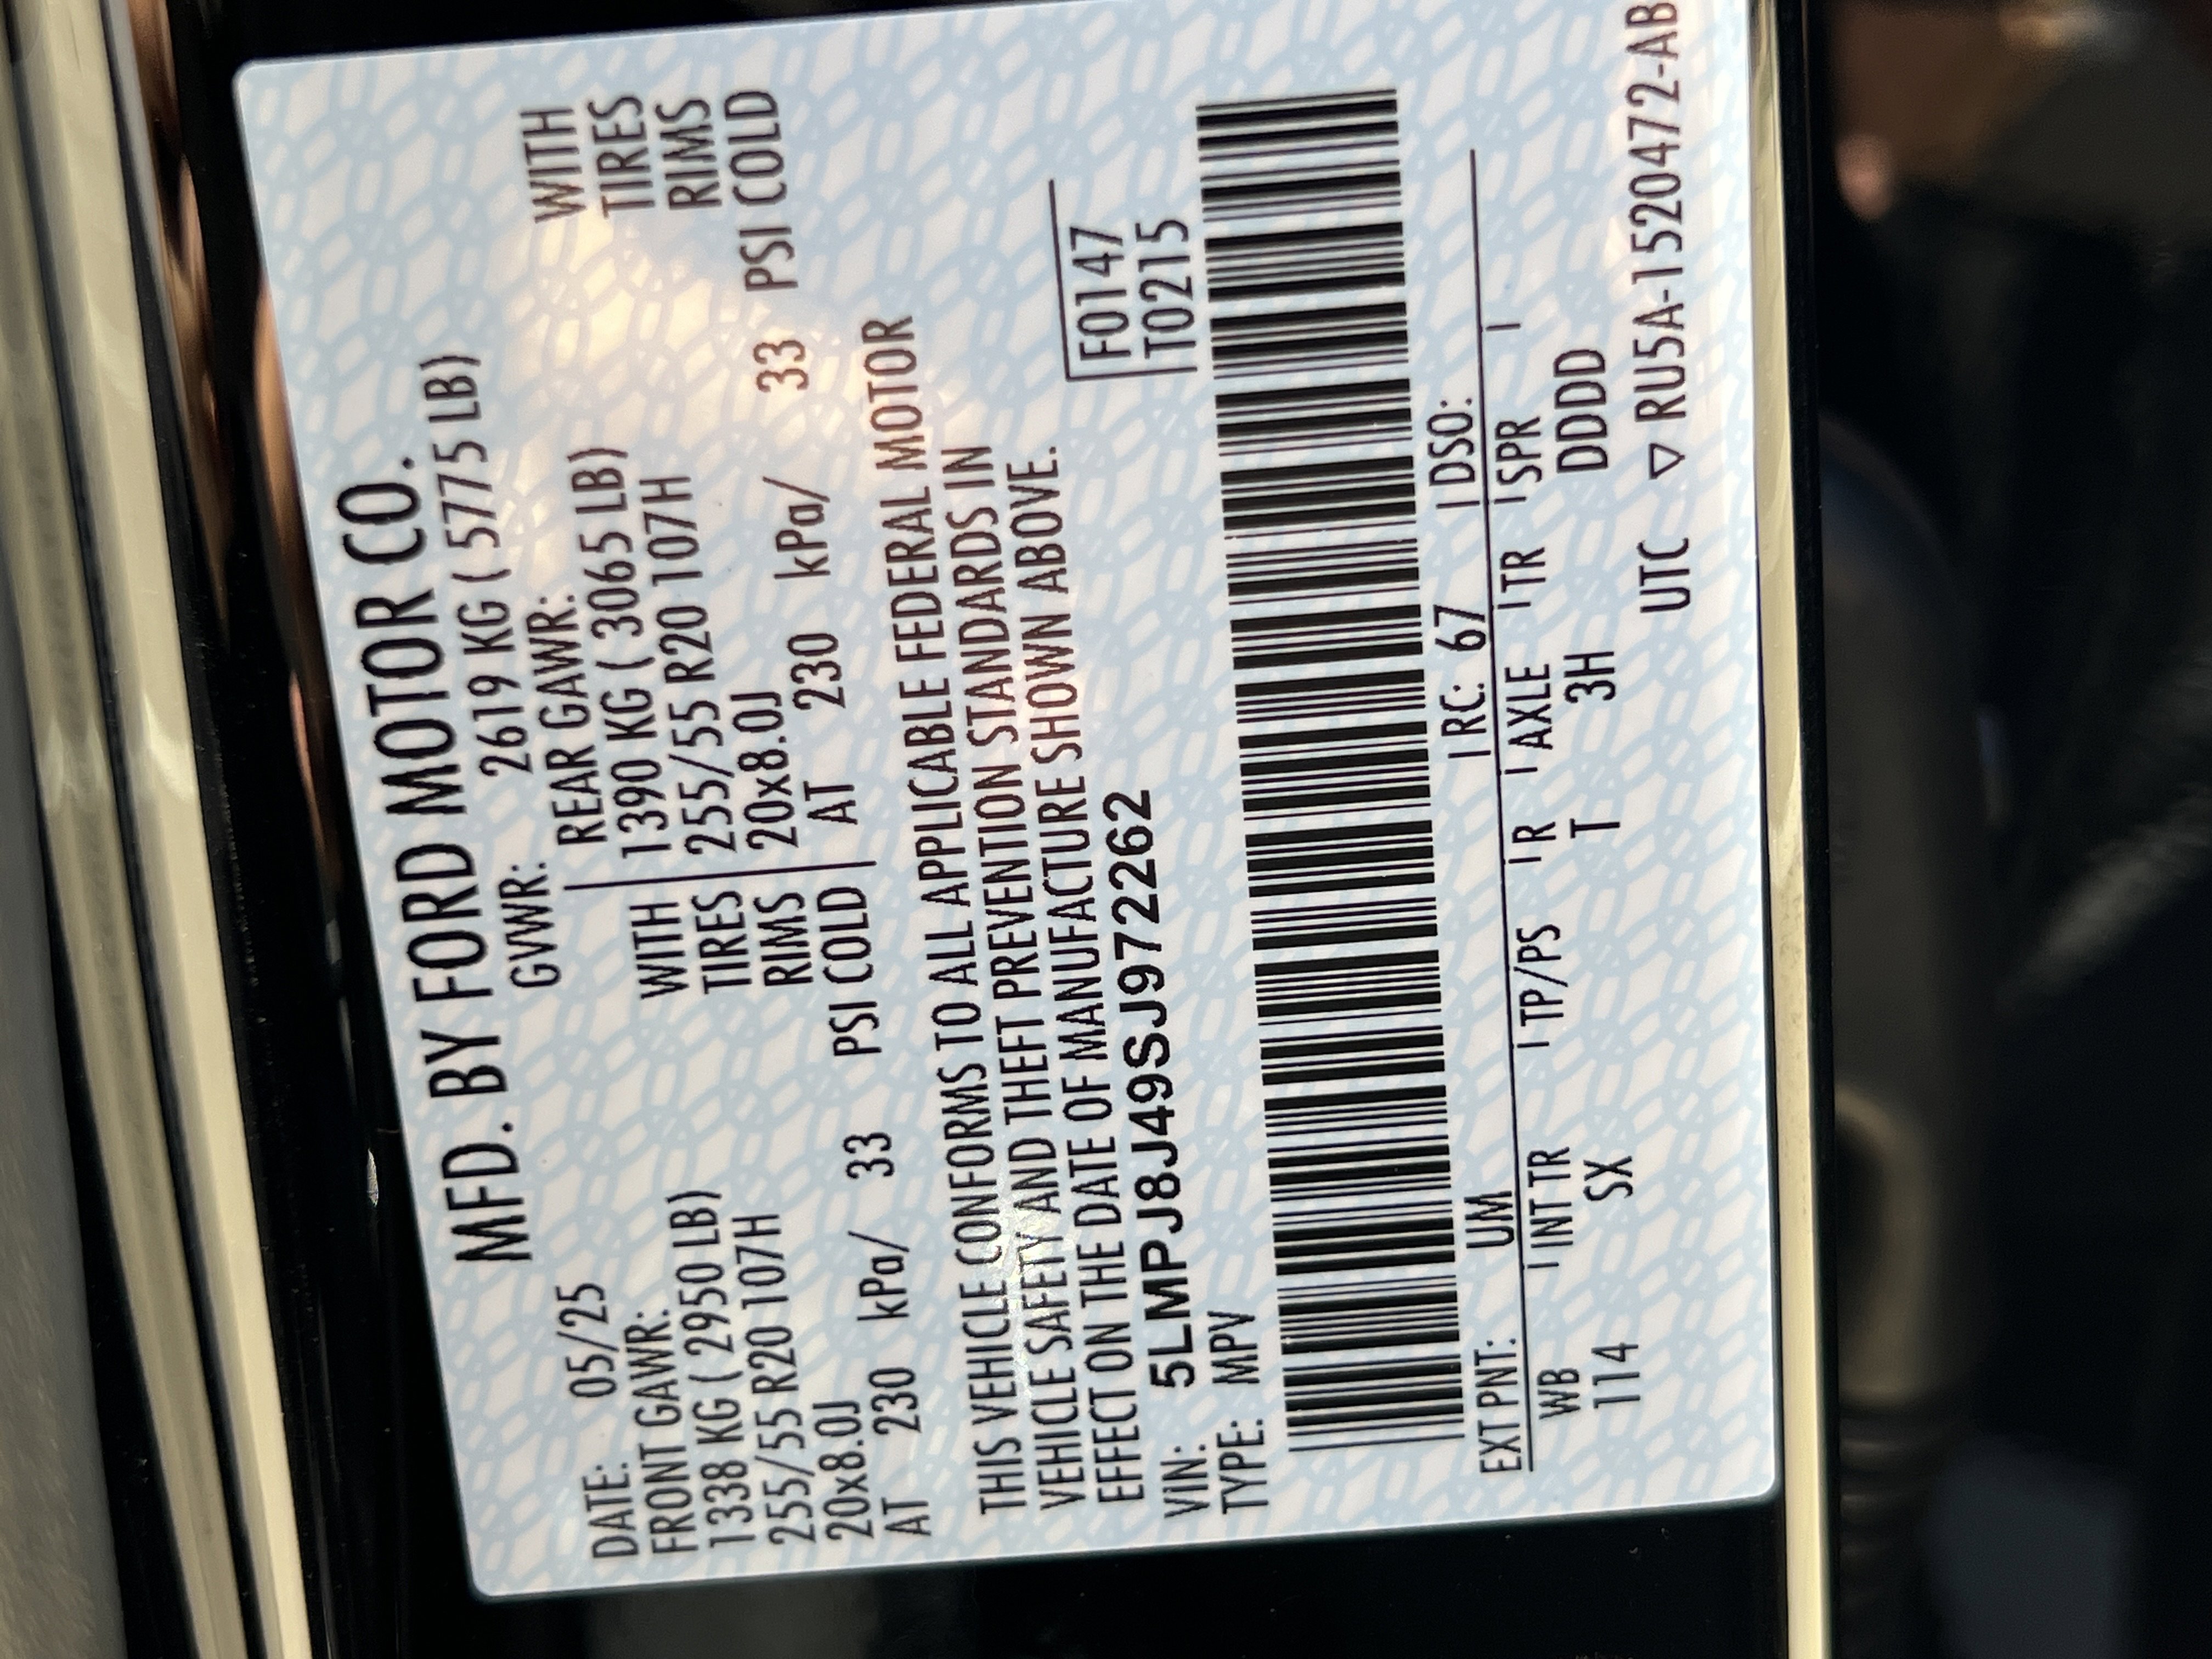 MFD. BY FORD MOTOR CO.
DATE: 05/25 GVWR: 2619 KG ( 5775 LB)
FRONT GAWR: REAR GAWR:
1338 KG ( 2950 LB) WITH 1390 KG ( 3065 LB) WITH
255/55 R20 107H TIRES 255/55 R20 107H TIRES
20x8.0J RIMS 20x8.0J RIMS
AT 230 kPa/ 33 PSI COLD AT 230 kPa/ 33 PSI COLD
THIS VEHICLE CONFORMS TO ALL APPLICABLE FEDERAL MOTOR
VEHICLE SAFETY AND THEFT PREVENTION STANDARDS IN
EFFECT ON THE DATE OF MANUFACTURE SHOWN ABOVE.
VIN: 5LMPJ8J49SJ972262 F0147
TYPE: MPV T0215
EXT PNT: UM RC: 67 DSO:
WB INT TR TP/PS R AXLE TR SPR
114 SX T 3H DDDD
UTC ▽ RU5A-1520472-AB